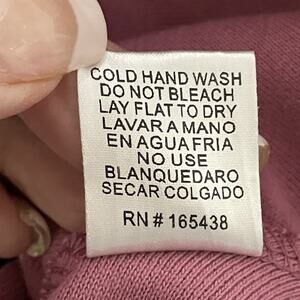 COLD HAND WASH
DO NOT BLEACH
LAY FLAT TO DRY
LAVAR A MANO
EN AGUA FRIA
NO USE
BLANQUEDARO
SECAR COLGADO
RN # 165438